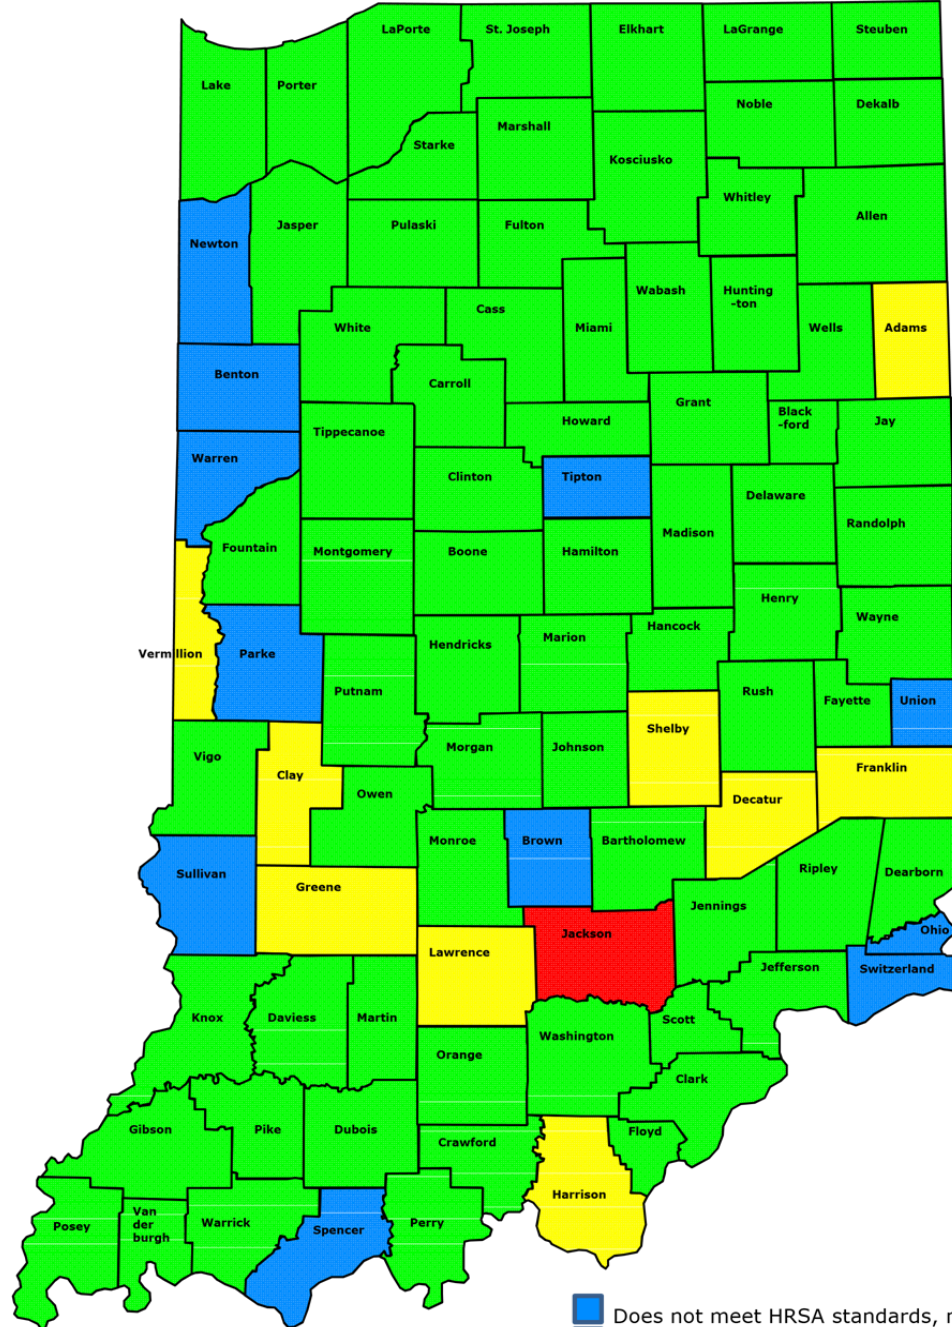 LaPorte
St. Joseph
Elkhart
LaGrange
Steuben
Lake
Porter
Noble
Dekalb
Marshall
Starke
Kosciusko
Whitley
Allen
Newton
Jasper
Pulaski
Fulton
Wabash
Hunting
-ton
White
Cass
Miami
Wells
Adams
Benton
Carroll
Grant
Black
-ford
Jay
Tippecanoe
Howard
Warren
Clinton
Tipton
Delaware
Randolph
Madison
Fountain
Montgomery
Boone
Hamilton
Henry
Wayne
Hancock
Vermillion
Parke
Hendricks
Marion
Putnam
Rush
Fayette
Union
Vigo
Clay
Morgan
Johnson
Shelby
Franklin
Owen
Decatur
Monroe
Brown
Bartholomew
Sullivan
Greene
Ripley
Dearborn
Jennings
Jackson
Ohio
Lawrence
Jefferson
Switzerland
Knox
Daviess
Martin
Scott
Washington
Orange
Clark
Gibson
Pike
Dubois
Crawford
Floyd
Harrison
Posey
Van
der
burgh
Warrick
Spencer
Perry
Does not meet HRSA standards,